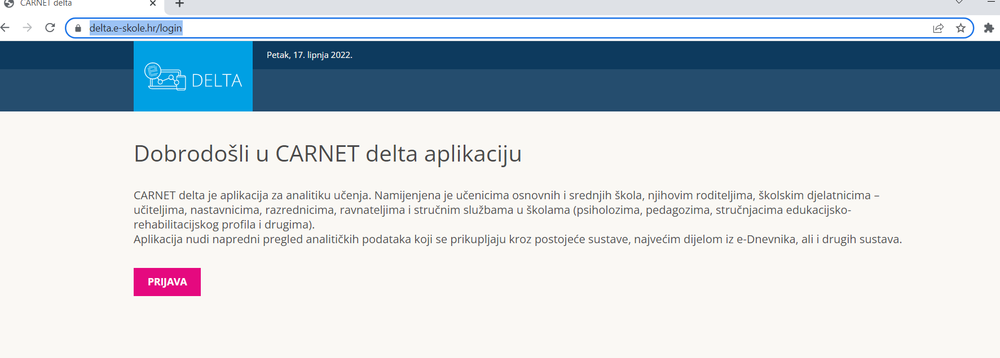 CARNET delta
delta.e-skole.hr/login
Petak, 17. lipnja 2022.
DELTA
Dobrodošli u CARNET delta aplikaciju
CARNET delta je aplikacija za analitiku učenja. Namijenjena je učenicima osnovnih i srednjih škola, njihovim roditeljima, školskim djelatnicima –
učiteljima, nastavnicima, razrednicima, ravnateljima i stručnim službama u školama (psiholozima, pedagozima, stručnjacima edukacijsko-
rehabilitacijskog profila i drugima).
Aplikacija nudi napredni pregled analitičkih podataka koji se prikupljaju kroz postojeće sustave, najvećim dijelom iz e-Dnevnika, ali i drugih sustava.
PRIJAVA